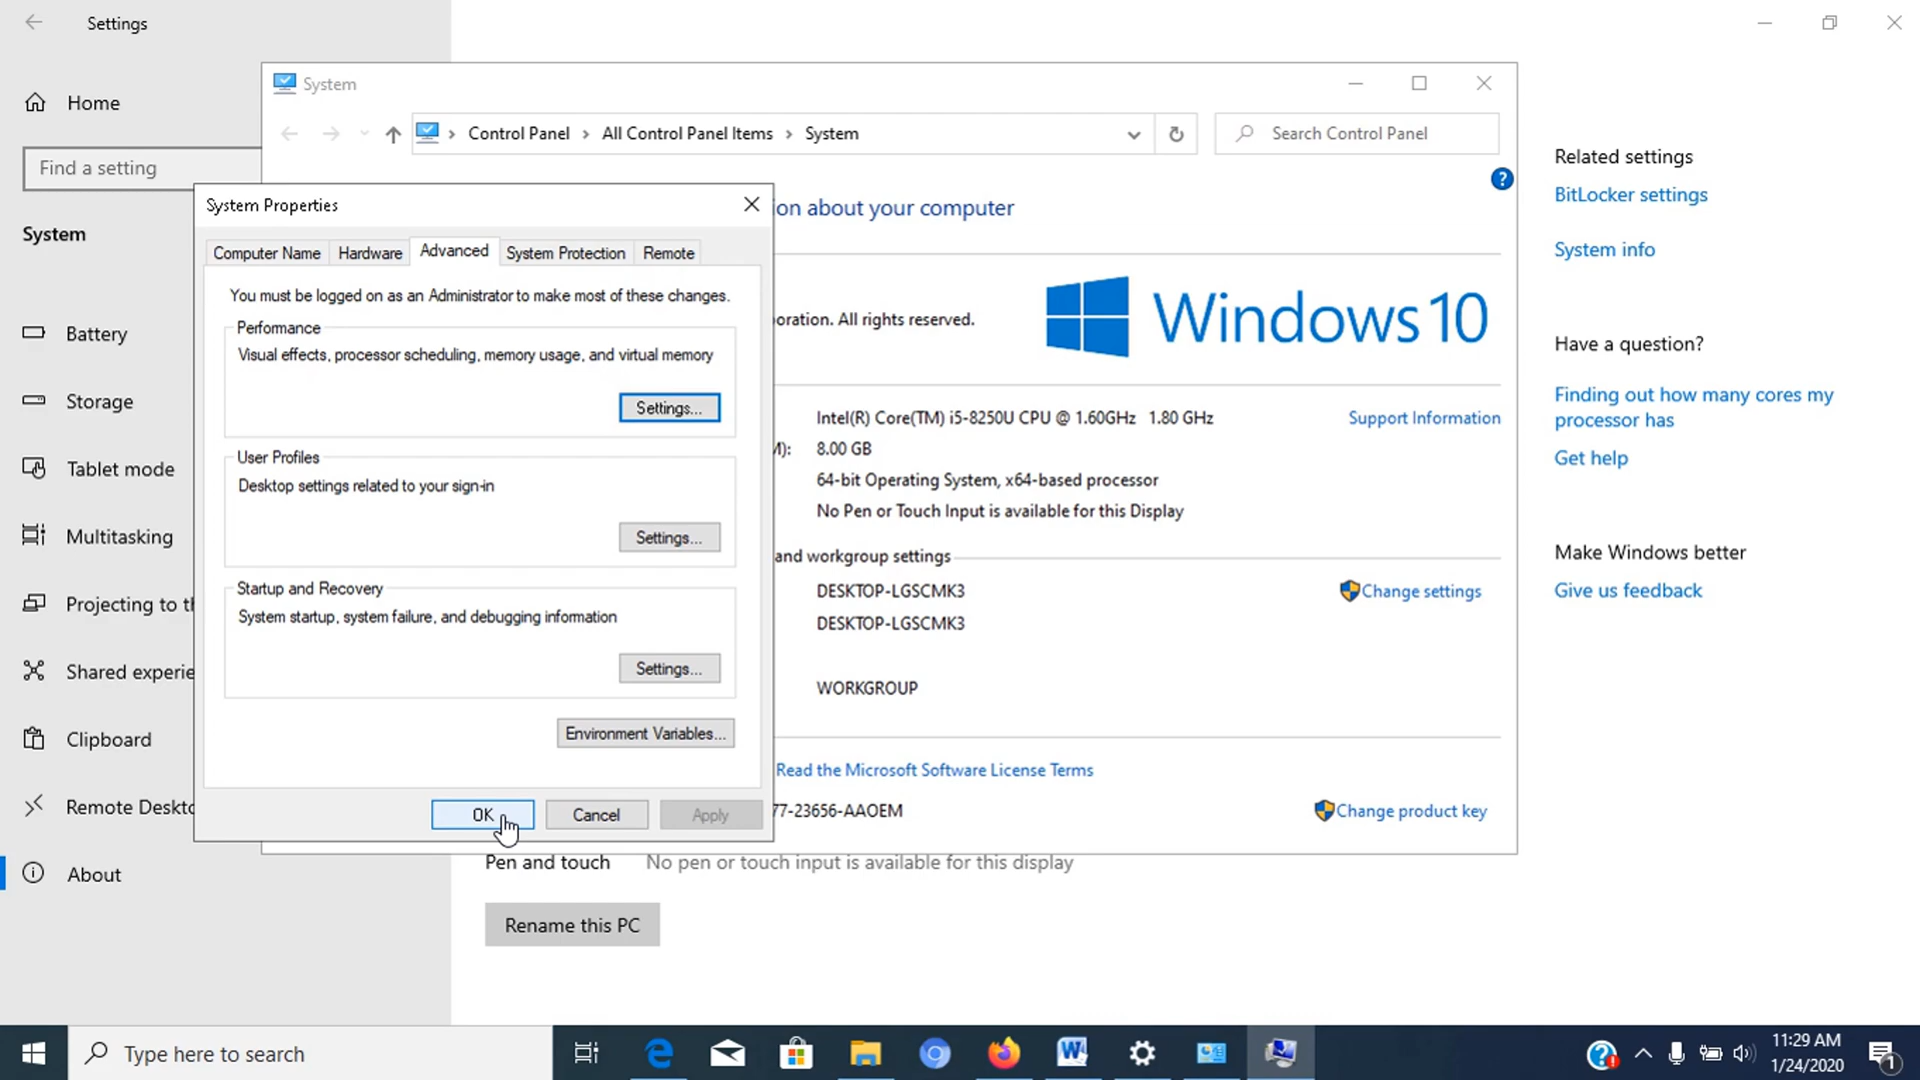 Settings
Home
Find a setting
System
Battery
Storage
Tablet mode
Multitasking
Projecting to th
Shared experie
Clipboard
Remote Deskto
About
System
Control Panel
All Control Panel Items
System
Search Control Panel
?
ion about your computer
oration. All rights reserved.
Windows 10
Intel(R) Core(TM) i5-8250U CPU @ 1.60GHz 1.80 GHz
Support Information
M):
8.00 GB
64-bit Operating System, x64-based processor
No Pen or Touch Input is available for this Display
and workgroup settings
DESKTOP-LGSCMK3
Change settings
DESKTOP-LGSCMK3
WORKGROUP
Read the Microsoft Software License Terms
77-23656-AAOEM
Change product key
System Properties
Computer Name
Hardware
Advanced
System Protection
Remote
You must be logged on as an Administrator to make most of these changes.
Performance
Visual effects, processor scheduling, memory usage, and virtual memory
Settings...
User Profiles
Desktop settings related to your sign-in
Settings...
Startup and Recovery
System startup, system failure, and debugging information
Settings...
Environment Variables...
OK
Cancel
Apply
Pen and touch
No pen or touch input is available for this display
Rename this PC
Related settings
BitLocker settings
System info
Have a question?
Finding out how many cores my
processor has
Get help
Make Windows better
Give us feedback
Type here to search
11:29 AM
1/24/2020
1